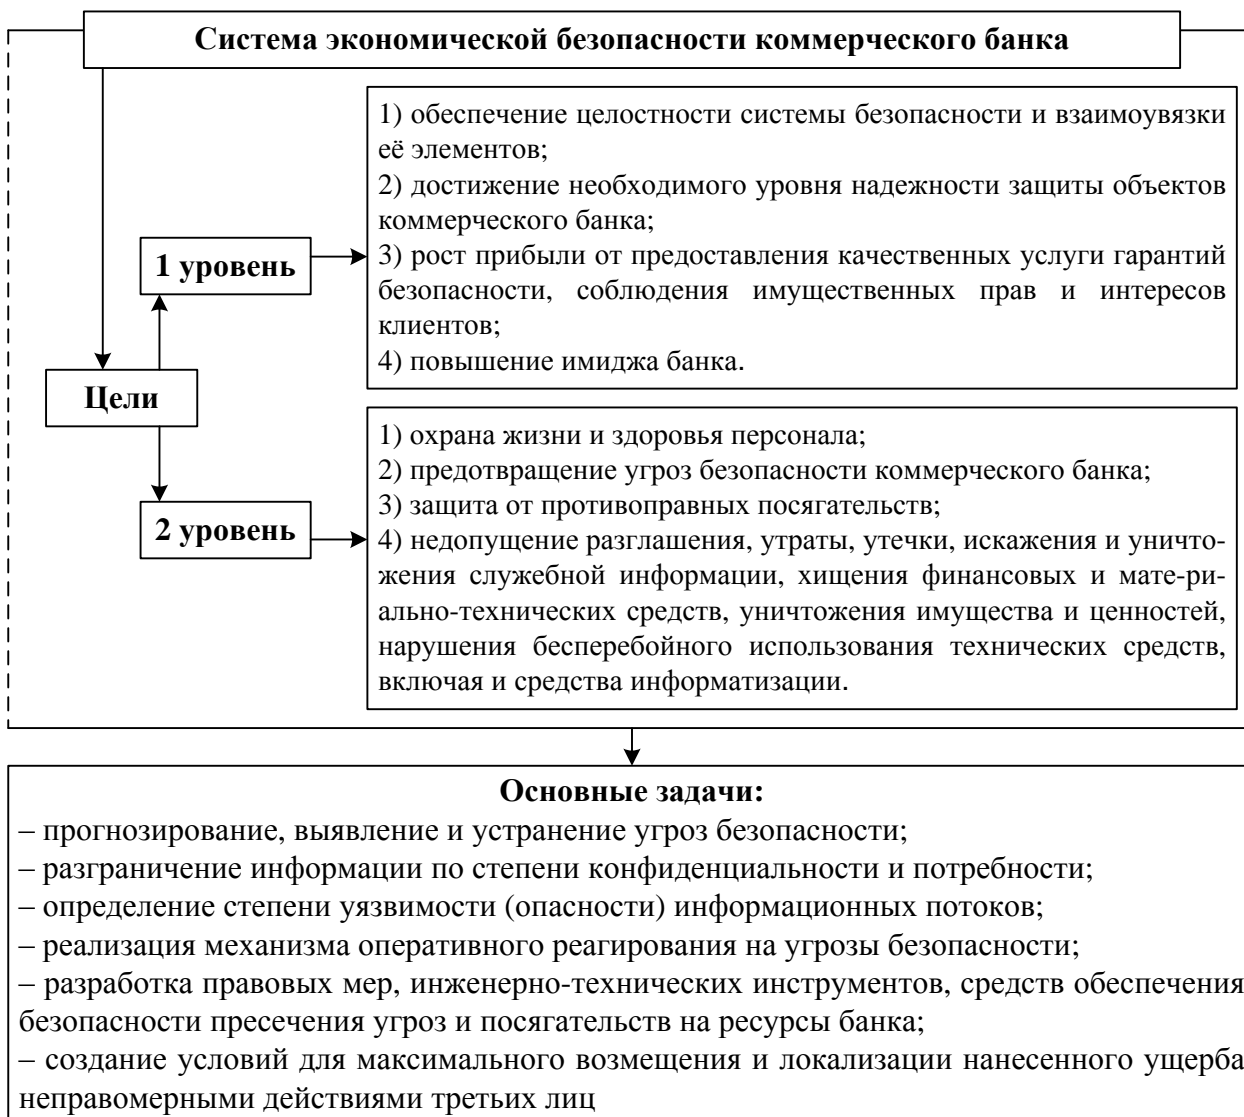 Система экономической безопасности коммерческого банка
1) обеспечение целостности системы безопасности и взаимоувязки
её элементов;
2) достижение необходимого уровня надежности защиты объектов
коммерческого банка;
3) рост прибыли от предоставления качественных услуги гарантий
безопасности, соблюдения имущественных прав и интересов
клиентов;
4) повышение имиджа банка.
1 уровень
Цели
2 уровень
1) охрана жизни и здоровья персонала;
2) предотвращение угроз безопасности коммерческого банка;
3) защита от противоправных посягательств;
4) недопущение разглашения, утраты, утечки, искажения и уничто-
жения служебной информации, хищения финансовых и мате-ри-
ально-технических средств, уничтожения имущества и ценностей,
нарушения бесперебойного использования технических средств,
включая и средства информатизации.
Основные задачи:
– прогнозирование, выявление и устранение угроз безопасности;
– разграничение информации по степени конфиденциальности и потребности;
– определение степени уязвимости (опасности) информационных потоков;
– реализация механизма оперативного реагирования на угрозы безопасности;
– разработка правовых мер, инженерно-технических инструментов, средств обеспечения
безопасности пресечения угроз и посягательств на ресурсы банка;
– создание условий для максимального возмещения и локализации нанесенного ущерба
неправомерными действиями третьих лиц